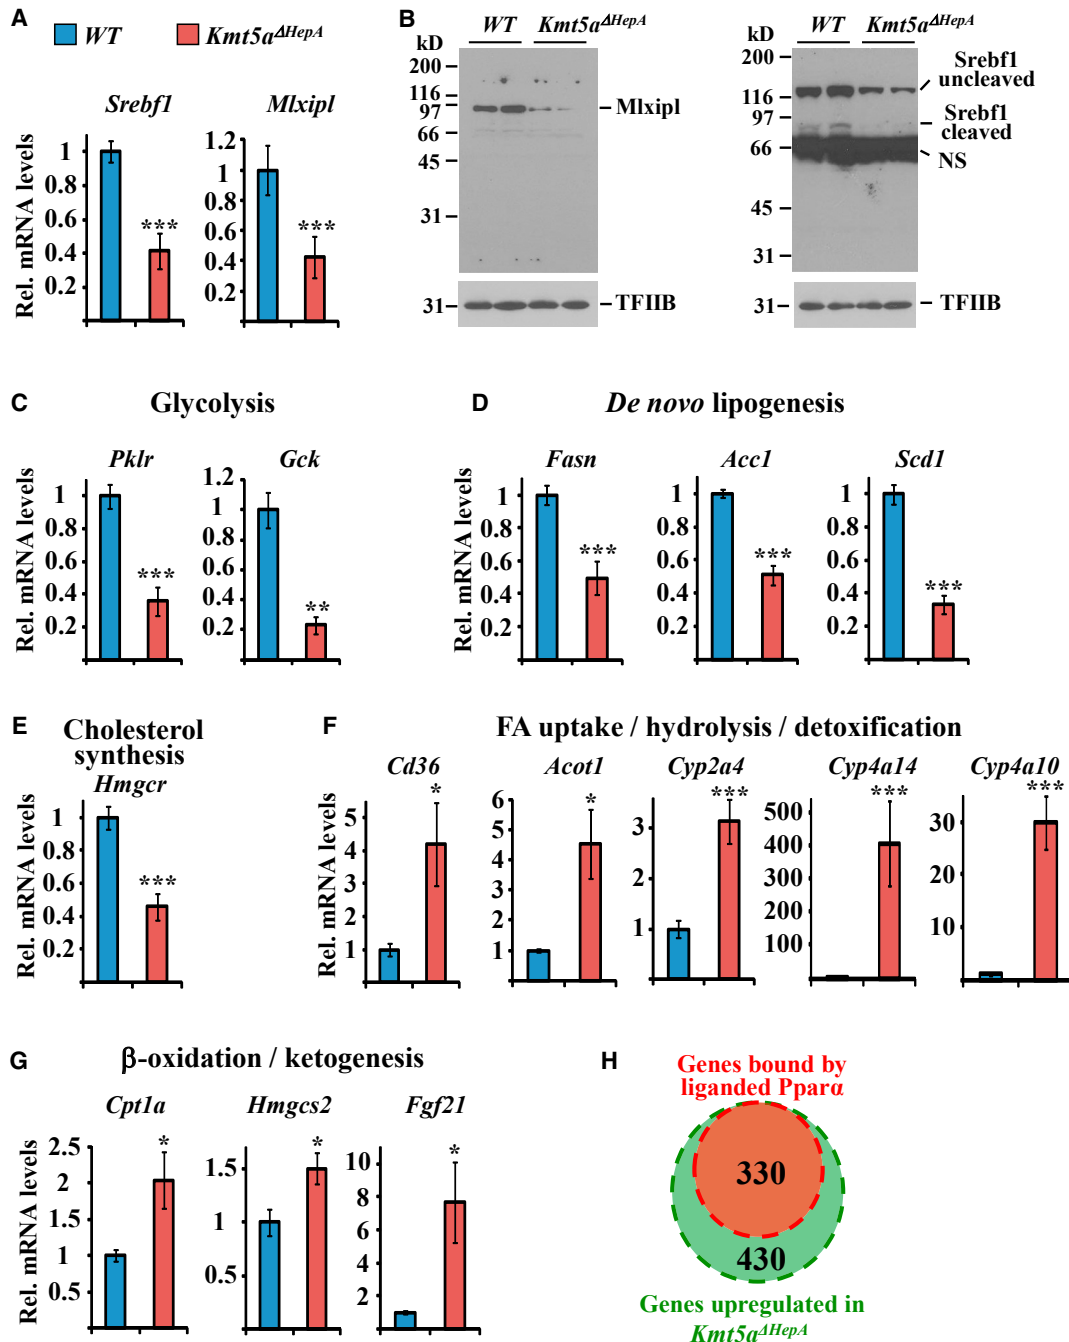 A
WT
Kmt5a^ΔHepA
Srebf1
Mlxipl
Rel. mRNA levels
1
0.8
0.6
0.4
0.2
***
1.2
1
0.8
0.6
0.4
0.2
***
B
kD
WT
Kmt5a^ΔHepA
200
116
97
66
45
31
Mlxipl
31
TFIIB
kD
WT
Kmt5a^ΔHepA
200
116
97
66
45
31
Srebf1
uncleaved
Srebf1
cleaved
NS
31
TFIIB
C
Glycolysis
Pklr
Gck
Rel. mRNA levels
1
0.8
0.6
0.4
0.2
***
1.2
1
0.8
0.6
0.4
0.2
**
D
De novo lipogenesis
Fasn
Acc1
Scd1
Rel. mRNA levels
1
0.8
0.6
0.4
0.2
***
1
0.8
0.6
0.4
0.2
***
1
0.8
0.6
0.4
0.2
***
E
Cholesterol
synthesis
Hmgcr
Rel. mRNA levels
1
0.8
0.6
0.4
0.2
***
F
FA uptake / hydrolysis / detoxification
Cd36
Acot1
Cyp2a4
Cyp4a14
Cyp4a10
Rel. mRNA levels
5
4
3
2
1
*
6
5
4
3
2
1
*
3
2
1
***
500
400
300
200
100
***
30
20
10
***
G
β-oxidation / ketogenesis
Cpt1a
Hmgcs2
Fgf21
Rel. mRNA levels
2.5
2
1.5
1
0.5
*
1.5
1
0.5
*
10
8
6
4
2
*
H
Genes bound by
liganded Pparα
330
430
Genes upregulated in
Kmt5a^ΔHepA